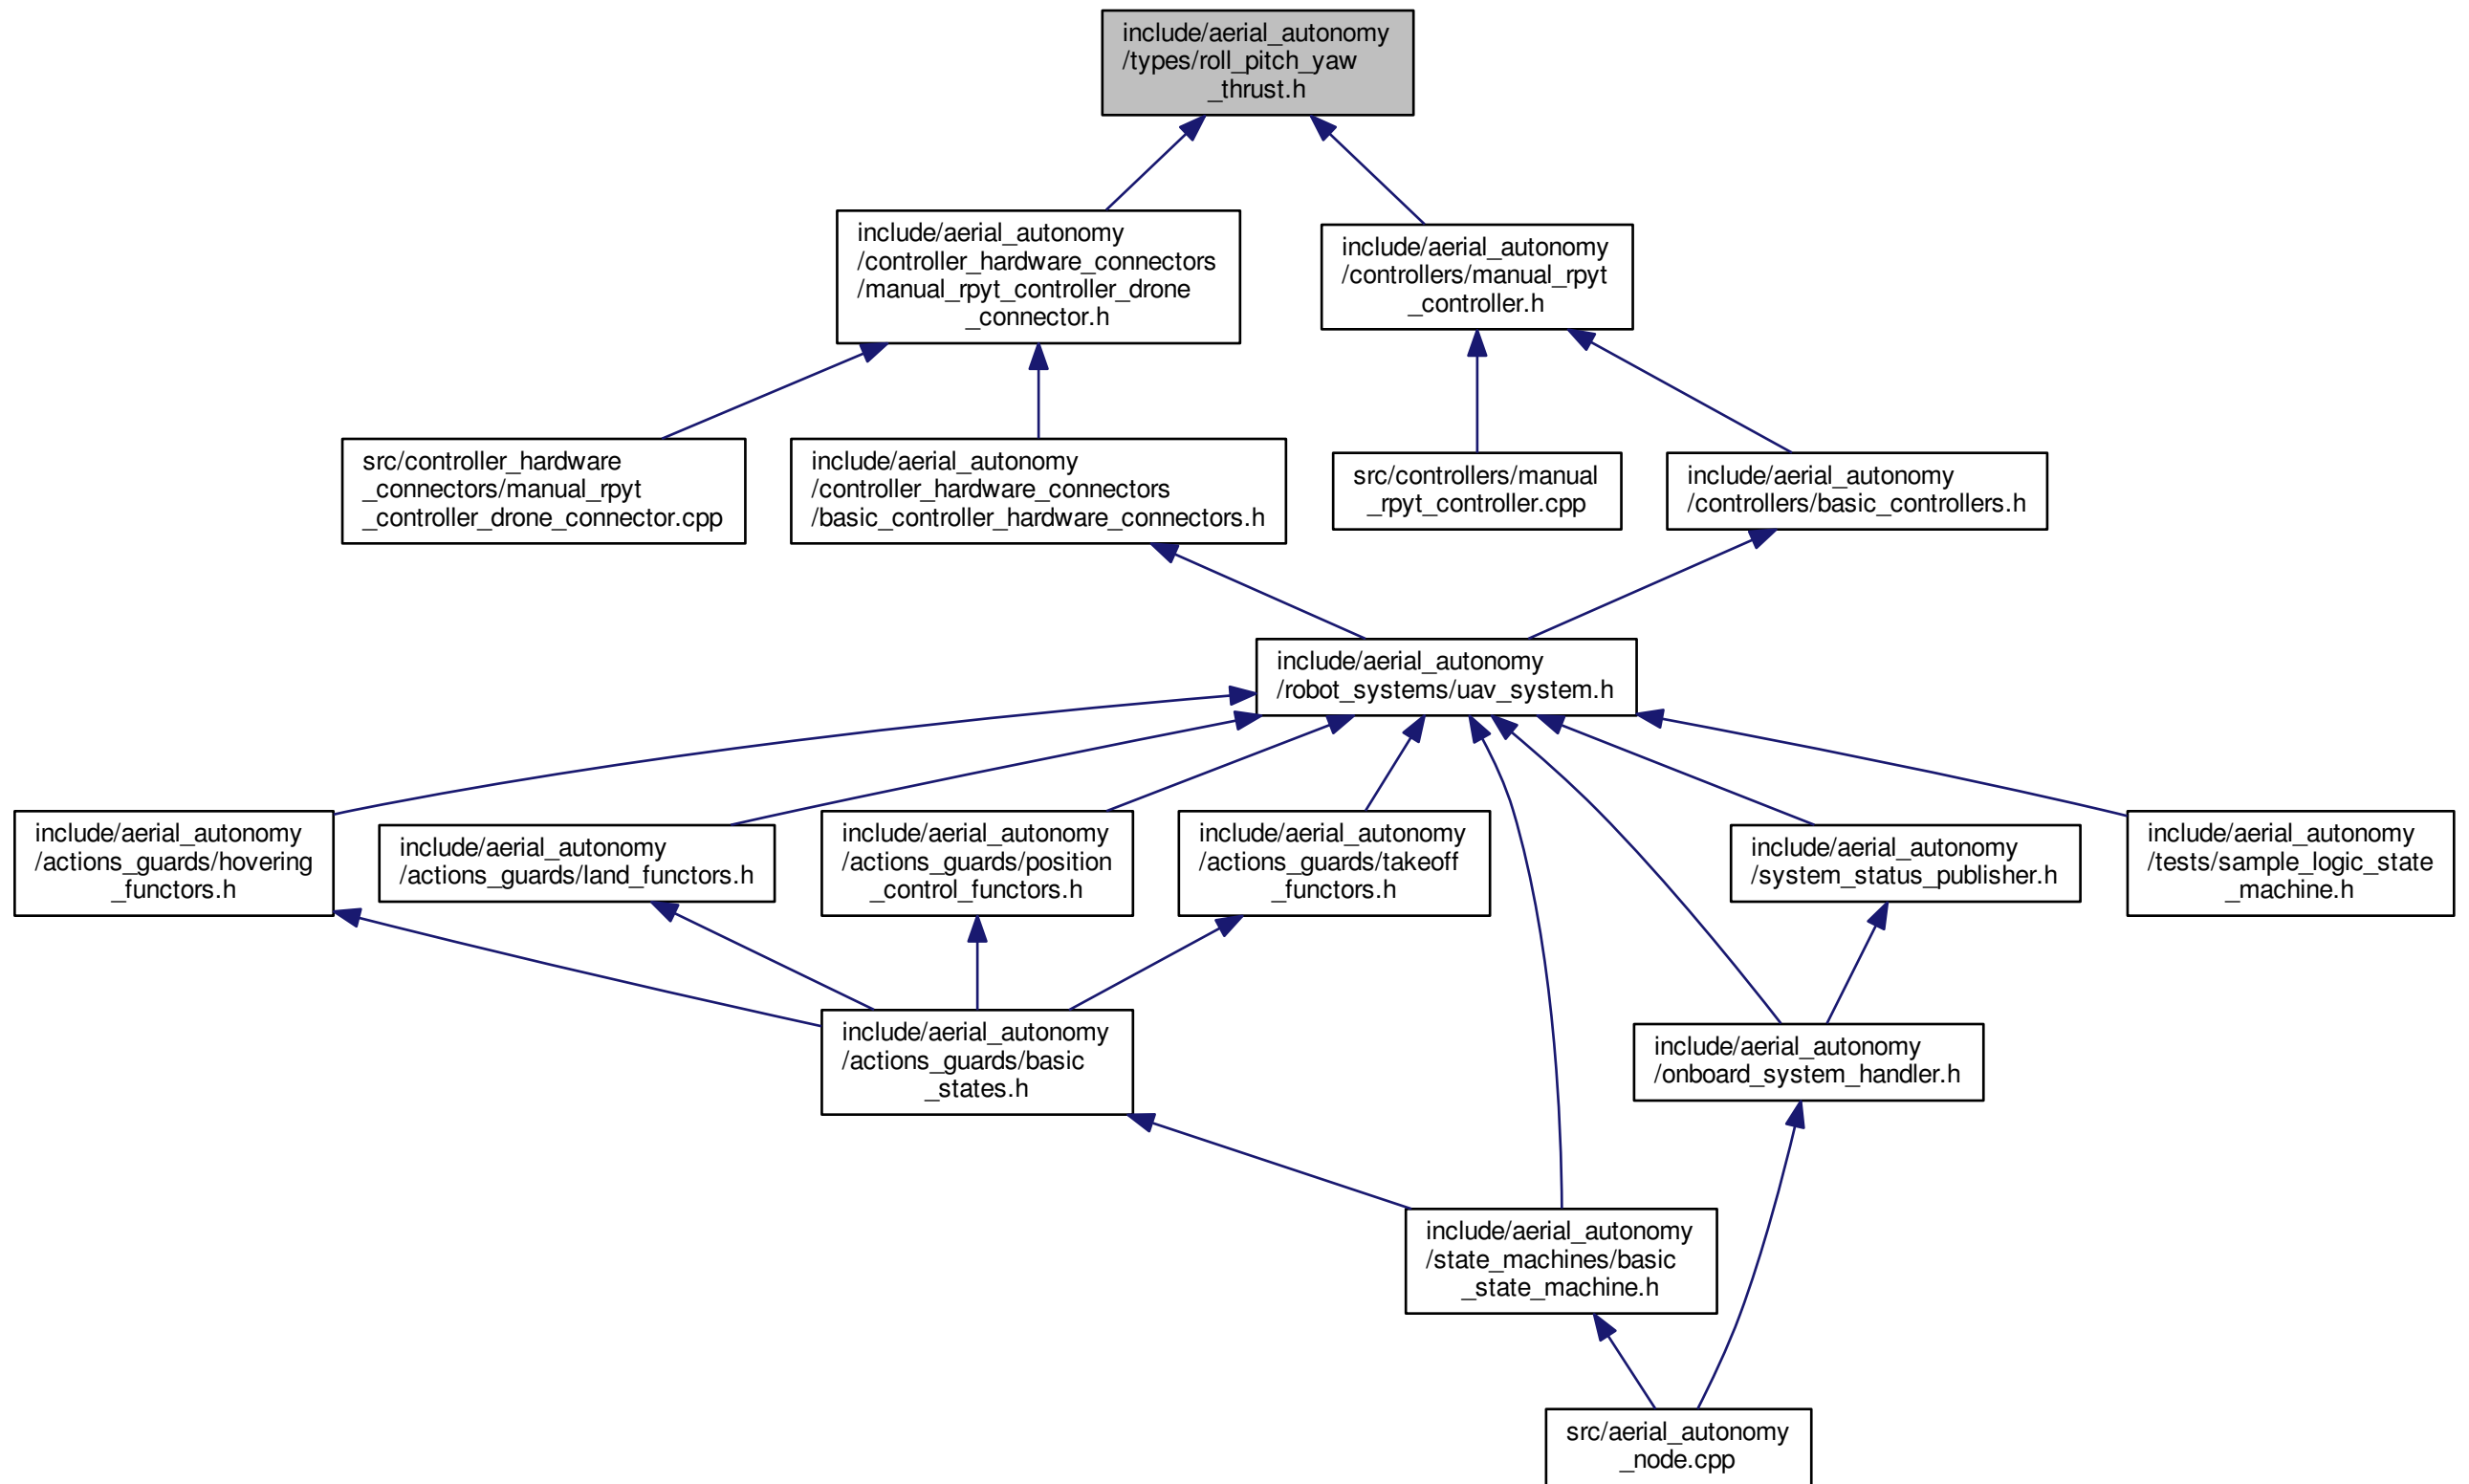 include/aerial_autonomy
/types/roll_pitch_yaw
_thrust.h
include/aerial_autonomy
/controller_hardware_connectors
/manual_rpyt_controller_drone
_connector.h
include/aerial_autonomy
/controllers/manual_rpyt
_controller.h
src/controller_hardware
_connectors/manual_rpyt
_controller_drone_connector.cpp
include/aerial_autonomy
/controller_hardware_connectors
/basic_controller_hardware_connectors.h
src/controllers/manual
_rpyt_controller.cpp
include/aerial_autonomy
/controllers/basic_controllers.h
include/aerial_autonomy
/robot_systems/uav_system.h
include/aerial_autonomy
/actions_guards/hovering
_functors.h
include/aerial_autonomy
/actions_guards/land_functors.h
include/aerial_autonomy
/actions_guards/position
_control_functors.h
include/aerial_autonomy
/actions_guards/takeoff
_functors.h
include/aerial_autonomy
/system_status_publisher.h
include/aerial_autonomy
/tests/sample_logic_state
_machine.h
include/aerial_autonomy
/actions_guards/basic
_states.h
include/aerial_autonomy
/onboard_system_handler.h
include/aerial_autonomy
/state_machines/basic
_state_machine.h
src/aerial_autonomy
_node.cpp